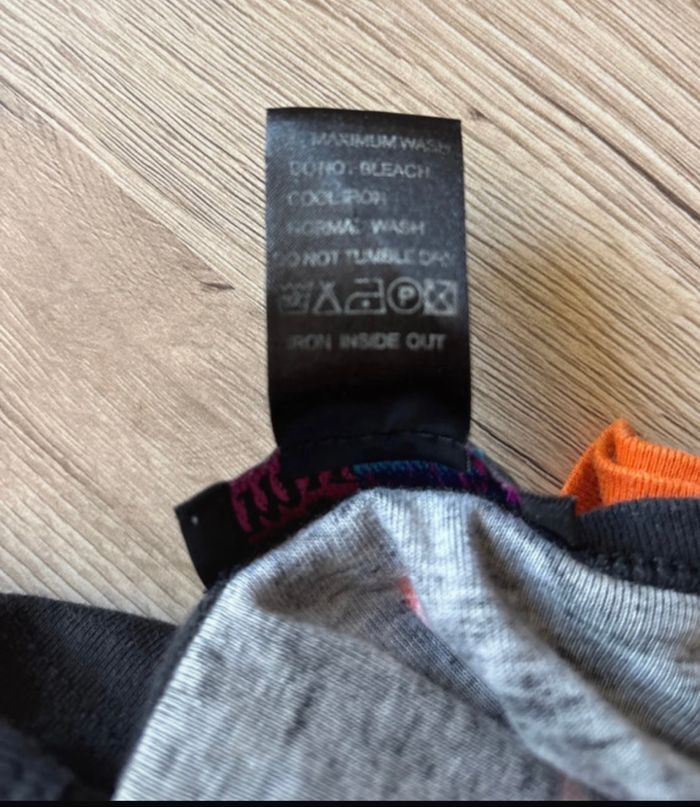 MAXIMUM WASH
DO NOT BLEACH
COOL IRON
NORMAL WASH
DO NOT TUMBLE DRY
P
IRON INSIDE OUT